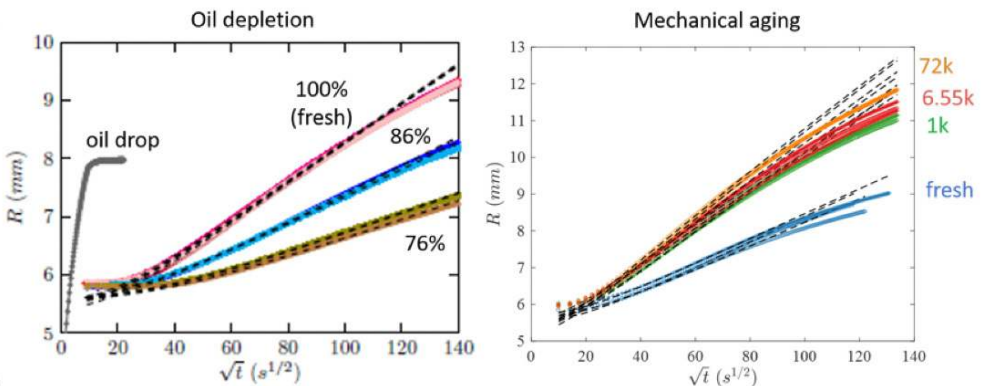 Oil depletion
10
9
8
7
6
5
R (mm)
100%
(fresh)
oil drop
86%
76%
0 20 40 60 80 100 120 140
√t (s^{1/2})
Mechanical aging
13
12
11
10
9
8
7
6
5
R (mm)
72k
6.55k
1k
fresh
0 20 40 60 80 100 120 140
√t (s^{1/2})